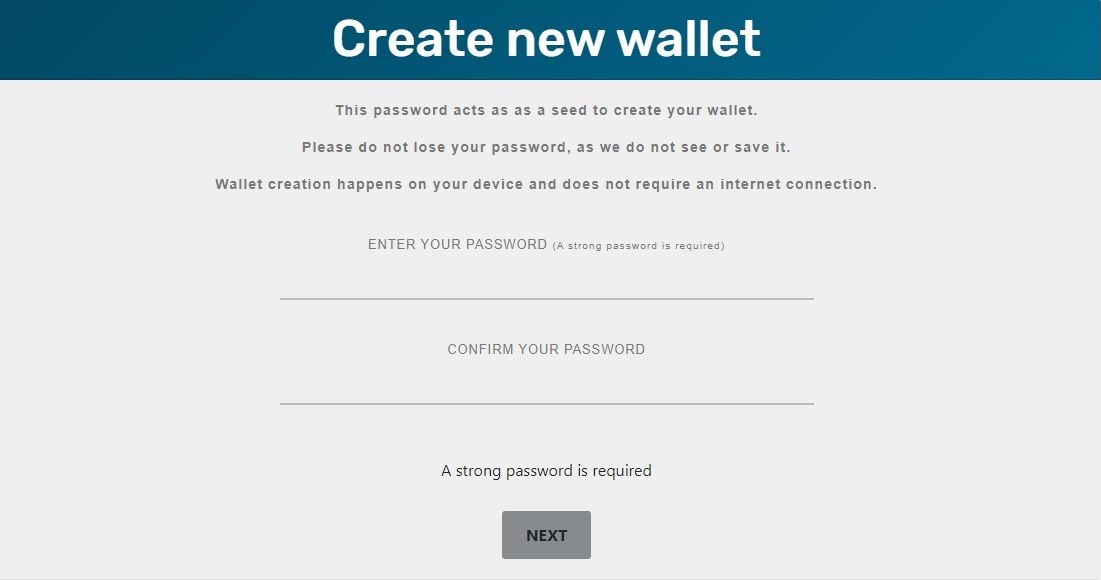 Create new wallet
This password acts as as a seed to create your wallet.
Please do not lose your password, as we do not see or save it.
Wallet creation happens on your device and does not require an internet connection.
ENTER YOUR PASSWORD (A strong password is required)
CONFIRM YOUR PASSWORD
A strong password is required
NEXT